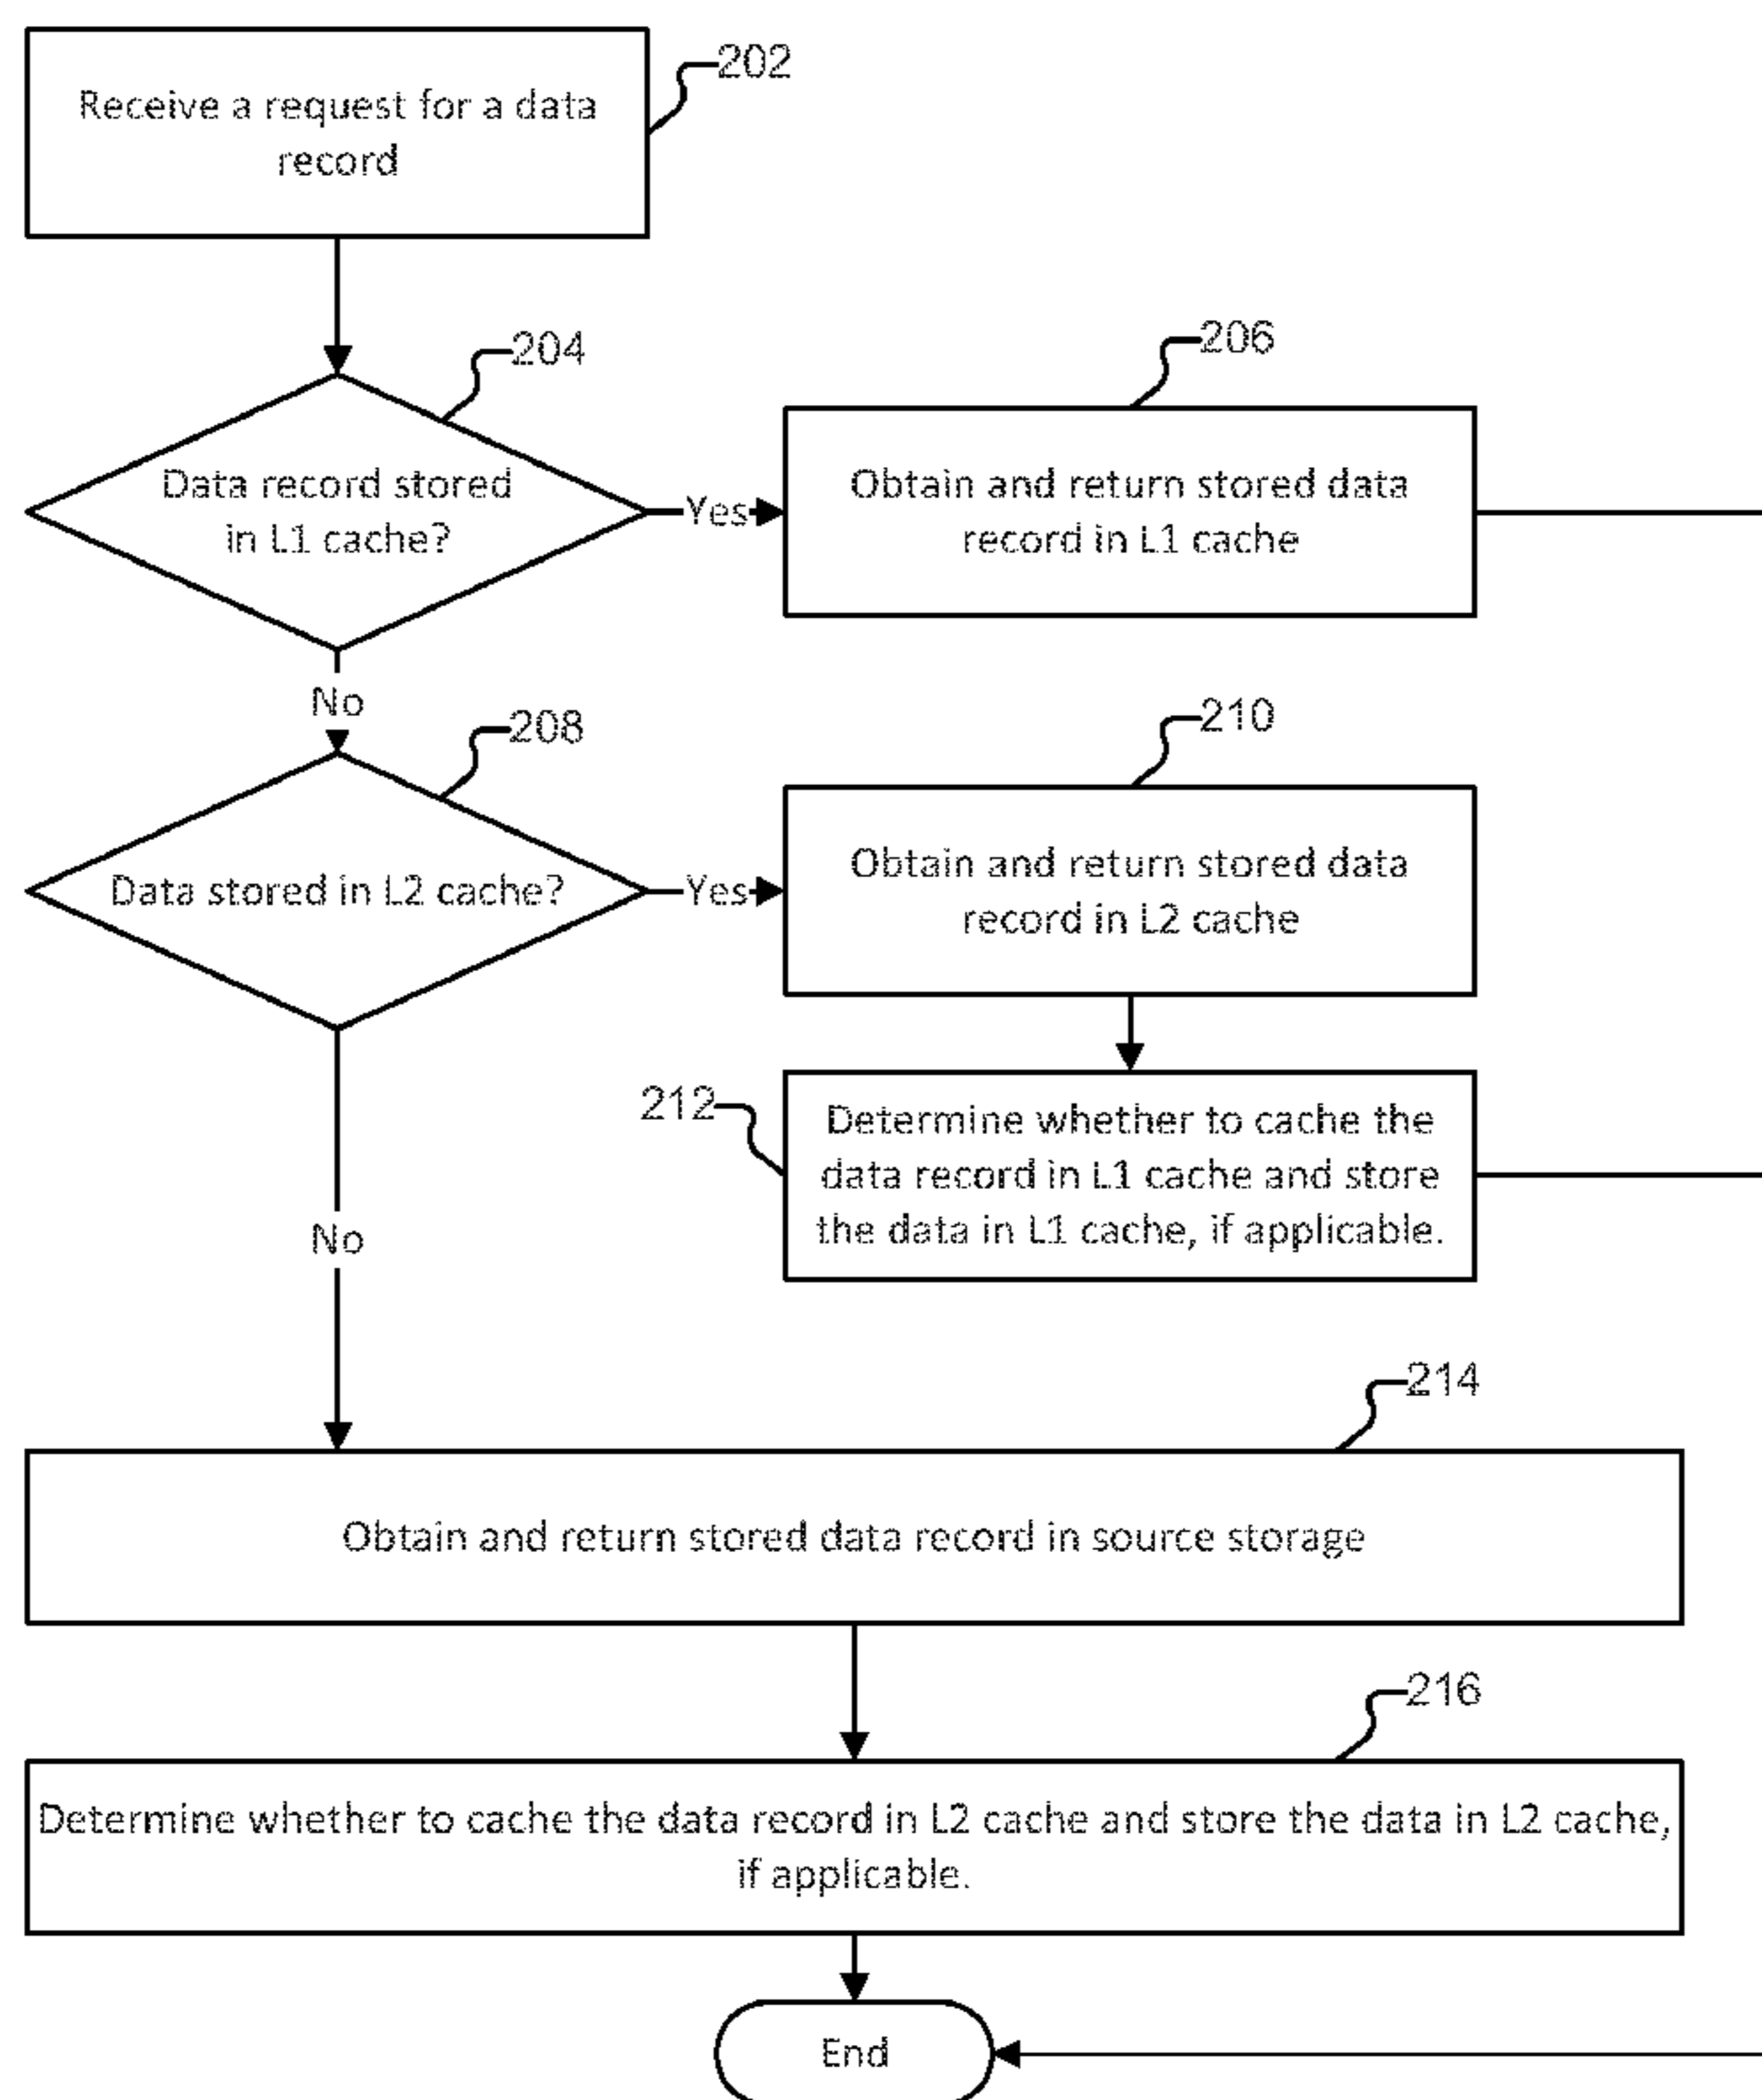 202
Receive a request for a data
record
204
Data record stored
in L1 cache?
Yes
206
Obtain and return stored data
record in L1 cache
No
208
Data stored in L2 cache?
Yes
210
Obtain and return stored data
record in L2 cache
212
Determine whether to cache the
data record in L1 cache and store
the data in L1 cache, if applicable.
No
214
Obtain and return stored data record in source storage
216
Determine whether to cache the data record in L2 cache and store the data in L2 cache,
if applicable.
End